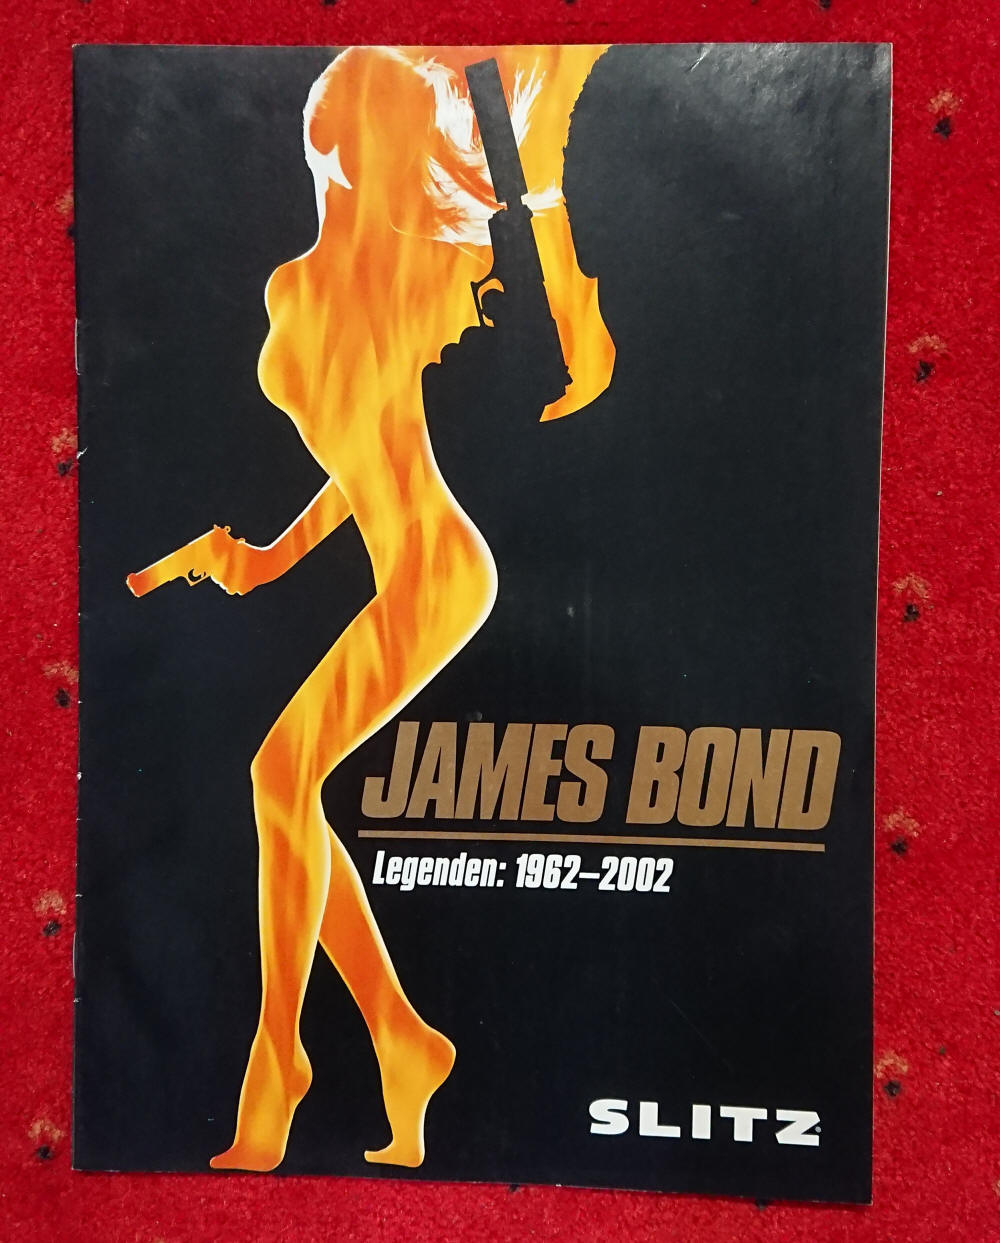 JAMES BOND
Legenden: 1962–2002
SLITZ